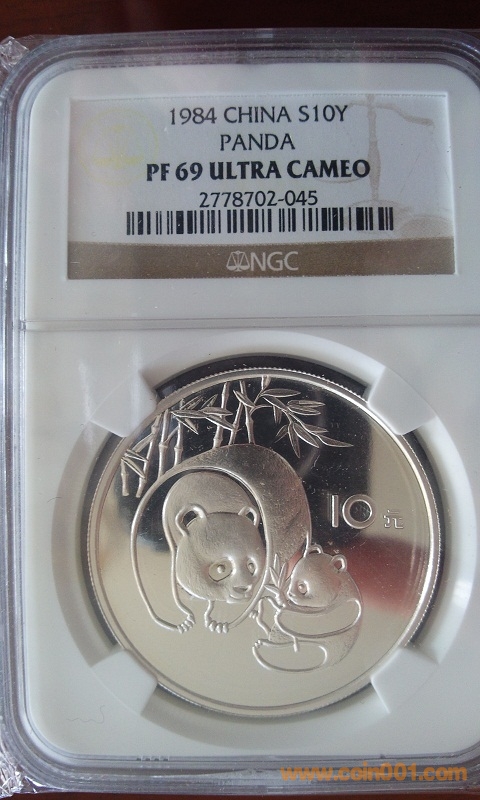 1984 CHINA S10Y
PANDA
PF 69 ULTRA CAMEO
2778702-045
NGC
10元
www.coin001.com